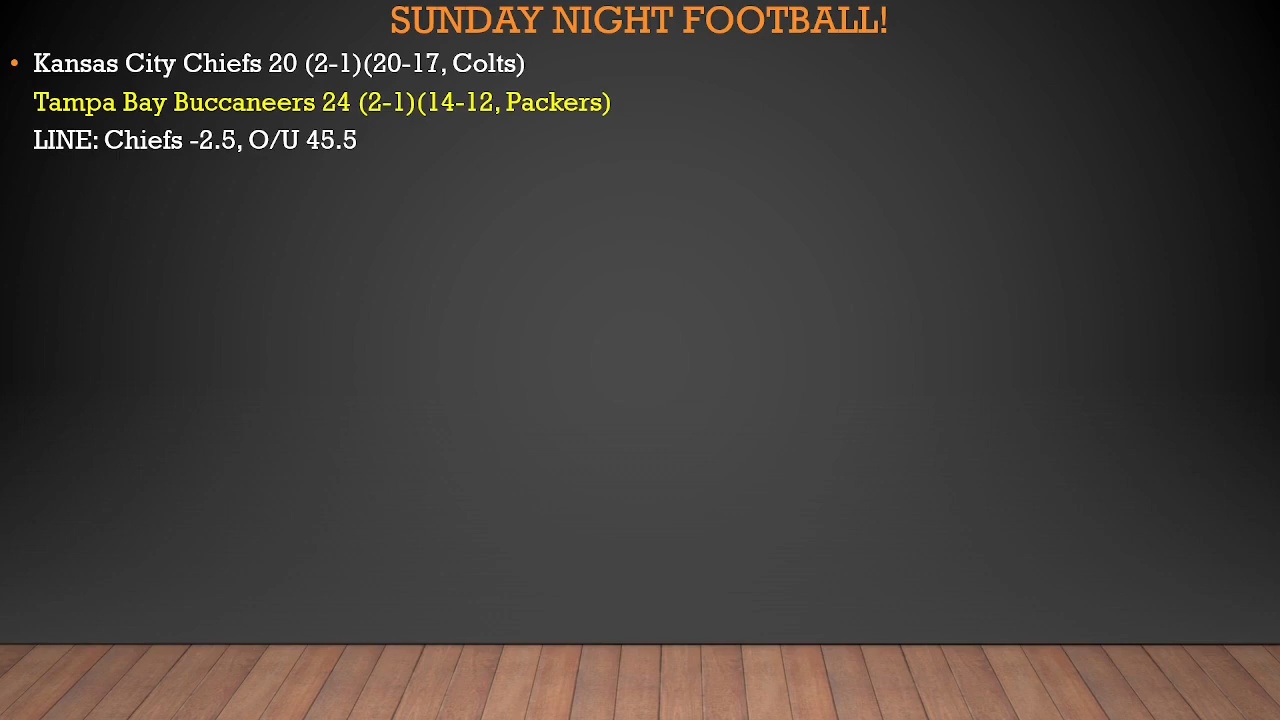 SUNDAY NIGHT FOOTBALL!
• Kansas City Chiefs 20 (2-1)(20-17, Colts)
Tampa Bay Buccaneers 24 (2-1)(14-12, Packers)
LINE: Chiefs -2.5, O/U 45.5